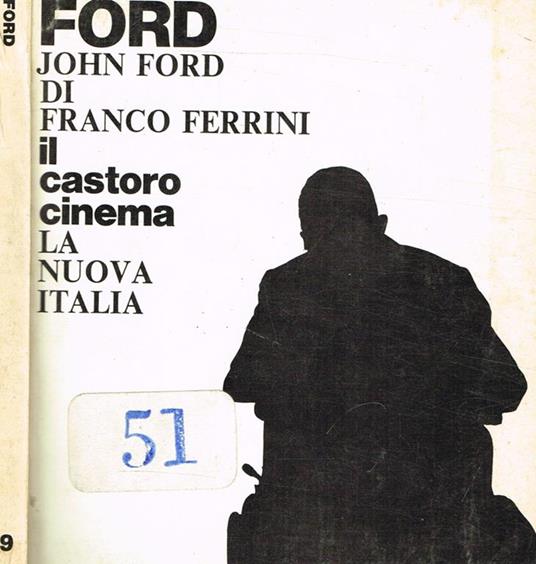 FORD
FORD
JOHN FORD
DI
FRANCO FERRINI
il
castoro
cinema
LA
NUOVA
ITALIA
51
9